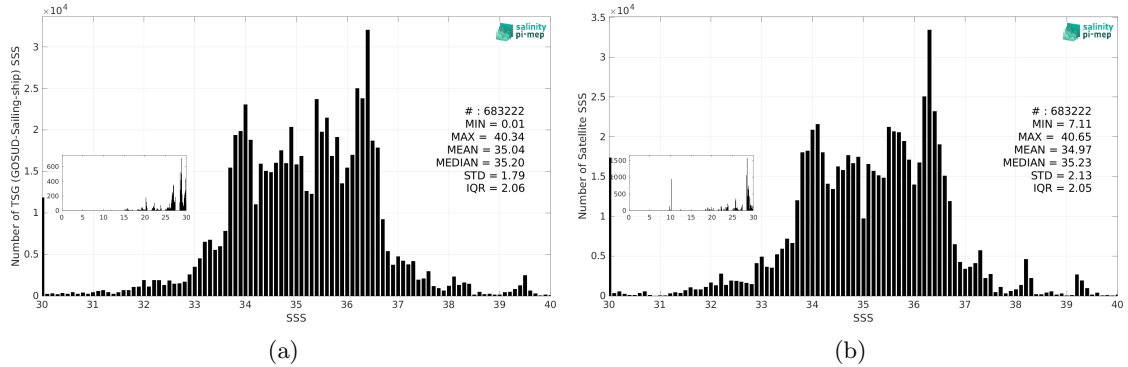 ×10⁴
3
2.5
2
1.5
1
0.5
0
Number of TSG (GOSUD-Sailing-ship) SSS
salinity
pi-mep
# : 683222
MIN = 0.01
MAX = 40.34
MEAN = 35.04
MEDIAN = 35.20
STD = 1.79
IQR = 2.06
600
400
200
0
0 5 10 15 20 25 30
30 31 32 33 34 35 36 37 38 39 40
SSS
(a)
×10⁴
3.5
3
2.5
2
1.5
1
0.5
0
Number of Satellite SSS
salinity
pi-mep
# : 683222
MIN = 7.11
MAX = 40.65
MEAN = 34.97
MEDIAN = 35.23
STD = 2.13
IQR = 2.05
1500
1000
500
0
0 5 10 15 20 25 30
30 31 32 33 34 35 36 37 38 39 40
SSS
(b)